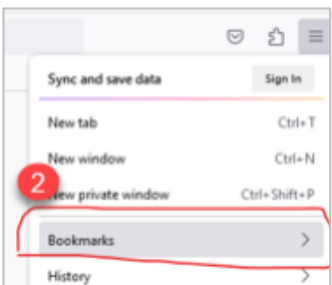 Sync and save data Sign In
New tab Ctrl+T
New window Ctrl+N
2
New private window Ctrl+Shift+P
Bookmarks
History